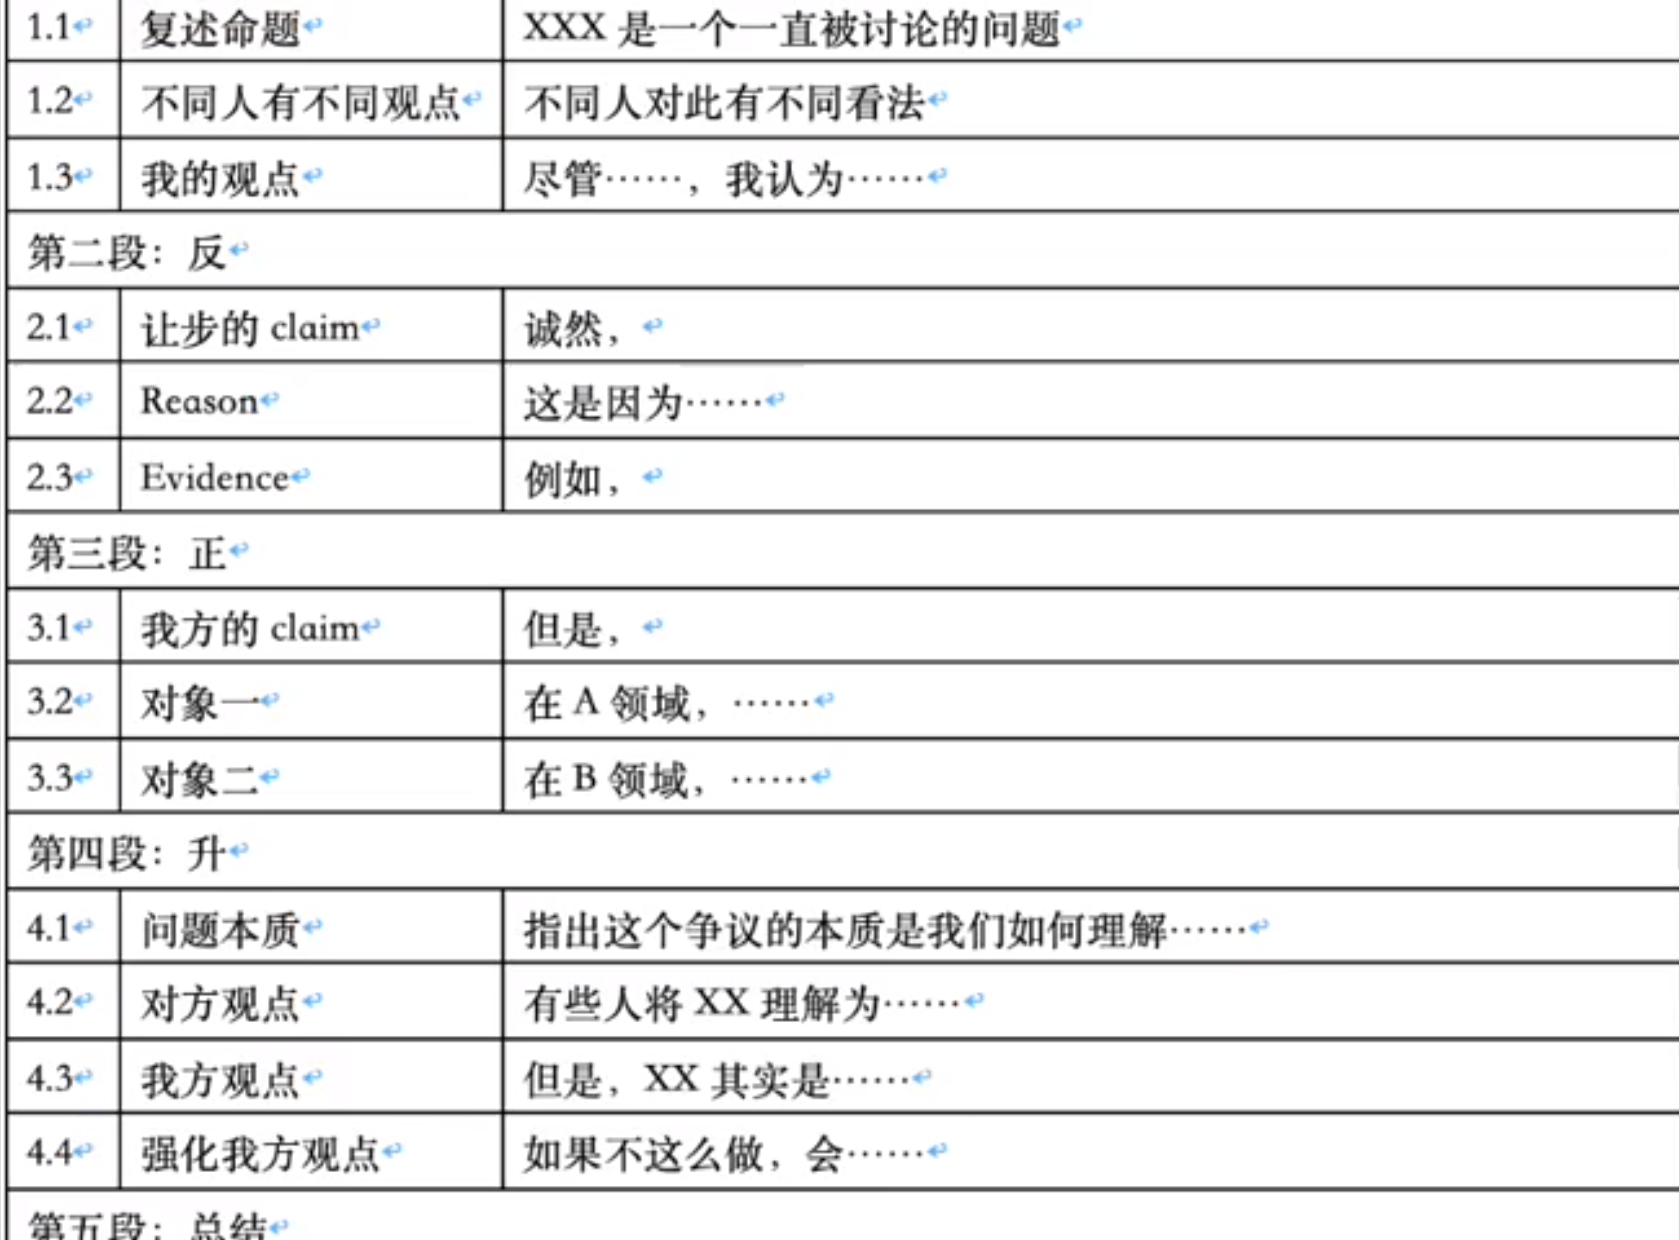 1.1 复述命题 XXX 是一个一直被讨论的问题
1.2 不同人有不同观点 不同人对此有不同看法
1.3 我的观点 尽管……，我认为……
第二段：反
2.1 让步的 claim 诚然，
2.2 Reason 这是因为……
2.3 Evidence 例如，
第三段：正
3.1 我方的 claim 但是，
3.2 对象一 在 A 领域，……
3.3 对象二 在 B 领域，……
第四段：升
4.1 问题本质 指出这个争议的本质是我们如何理解……
4.2 对方观点 有些人将 XX 理解为……
4.3 我方观点 但是，XX 其实是……
4.4 强化我方观点 如果不这么做，会……
第五段：总结